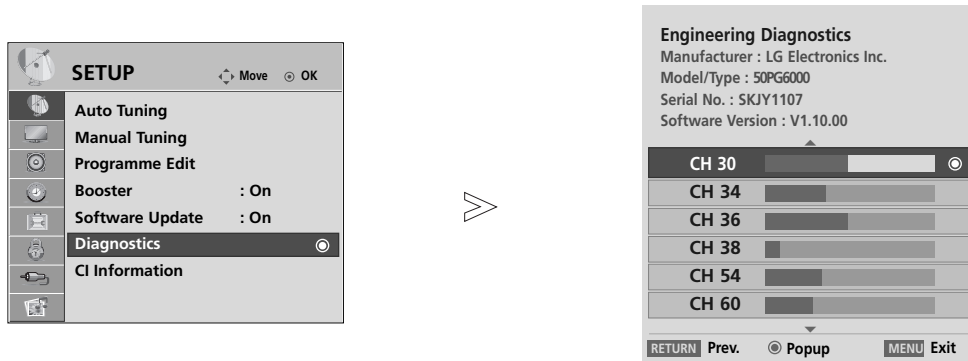 SETUP
Move OK
Auto Tuning
Manual Tuning
Programme Edit
Booster : On
Software Update : On
Diagnostics
CI Information
Engineering Diagnostics
Manufacturer : LG Electronics Inc.
Model/Type : 50PG6000
Serial No. : SKJY1107
Software Version : V1.10.00
CH 30
CH 34
CH 36
CH 38
CH 54
CH 60
RETURN Prev. Popup MENU Exit